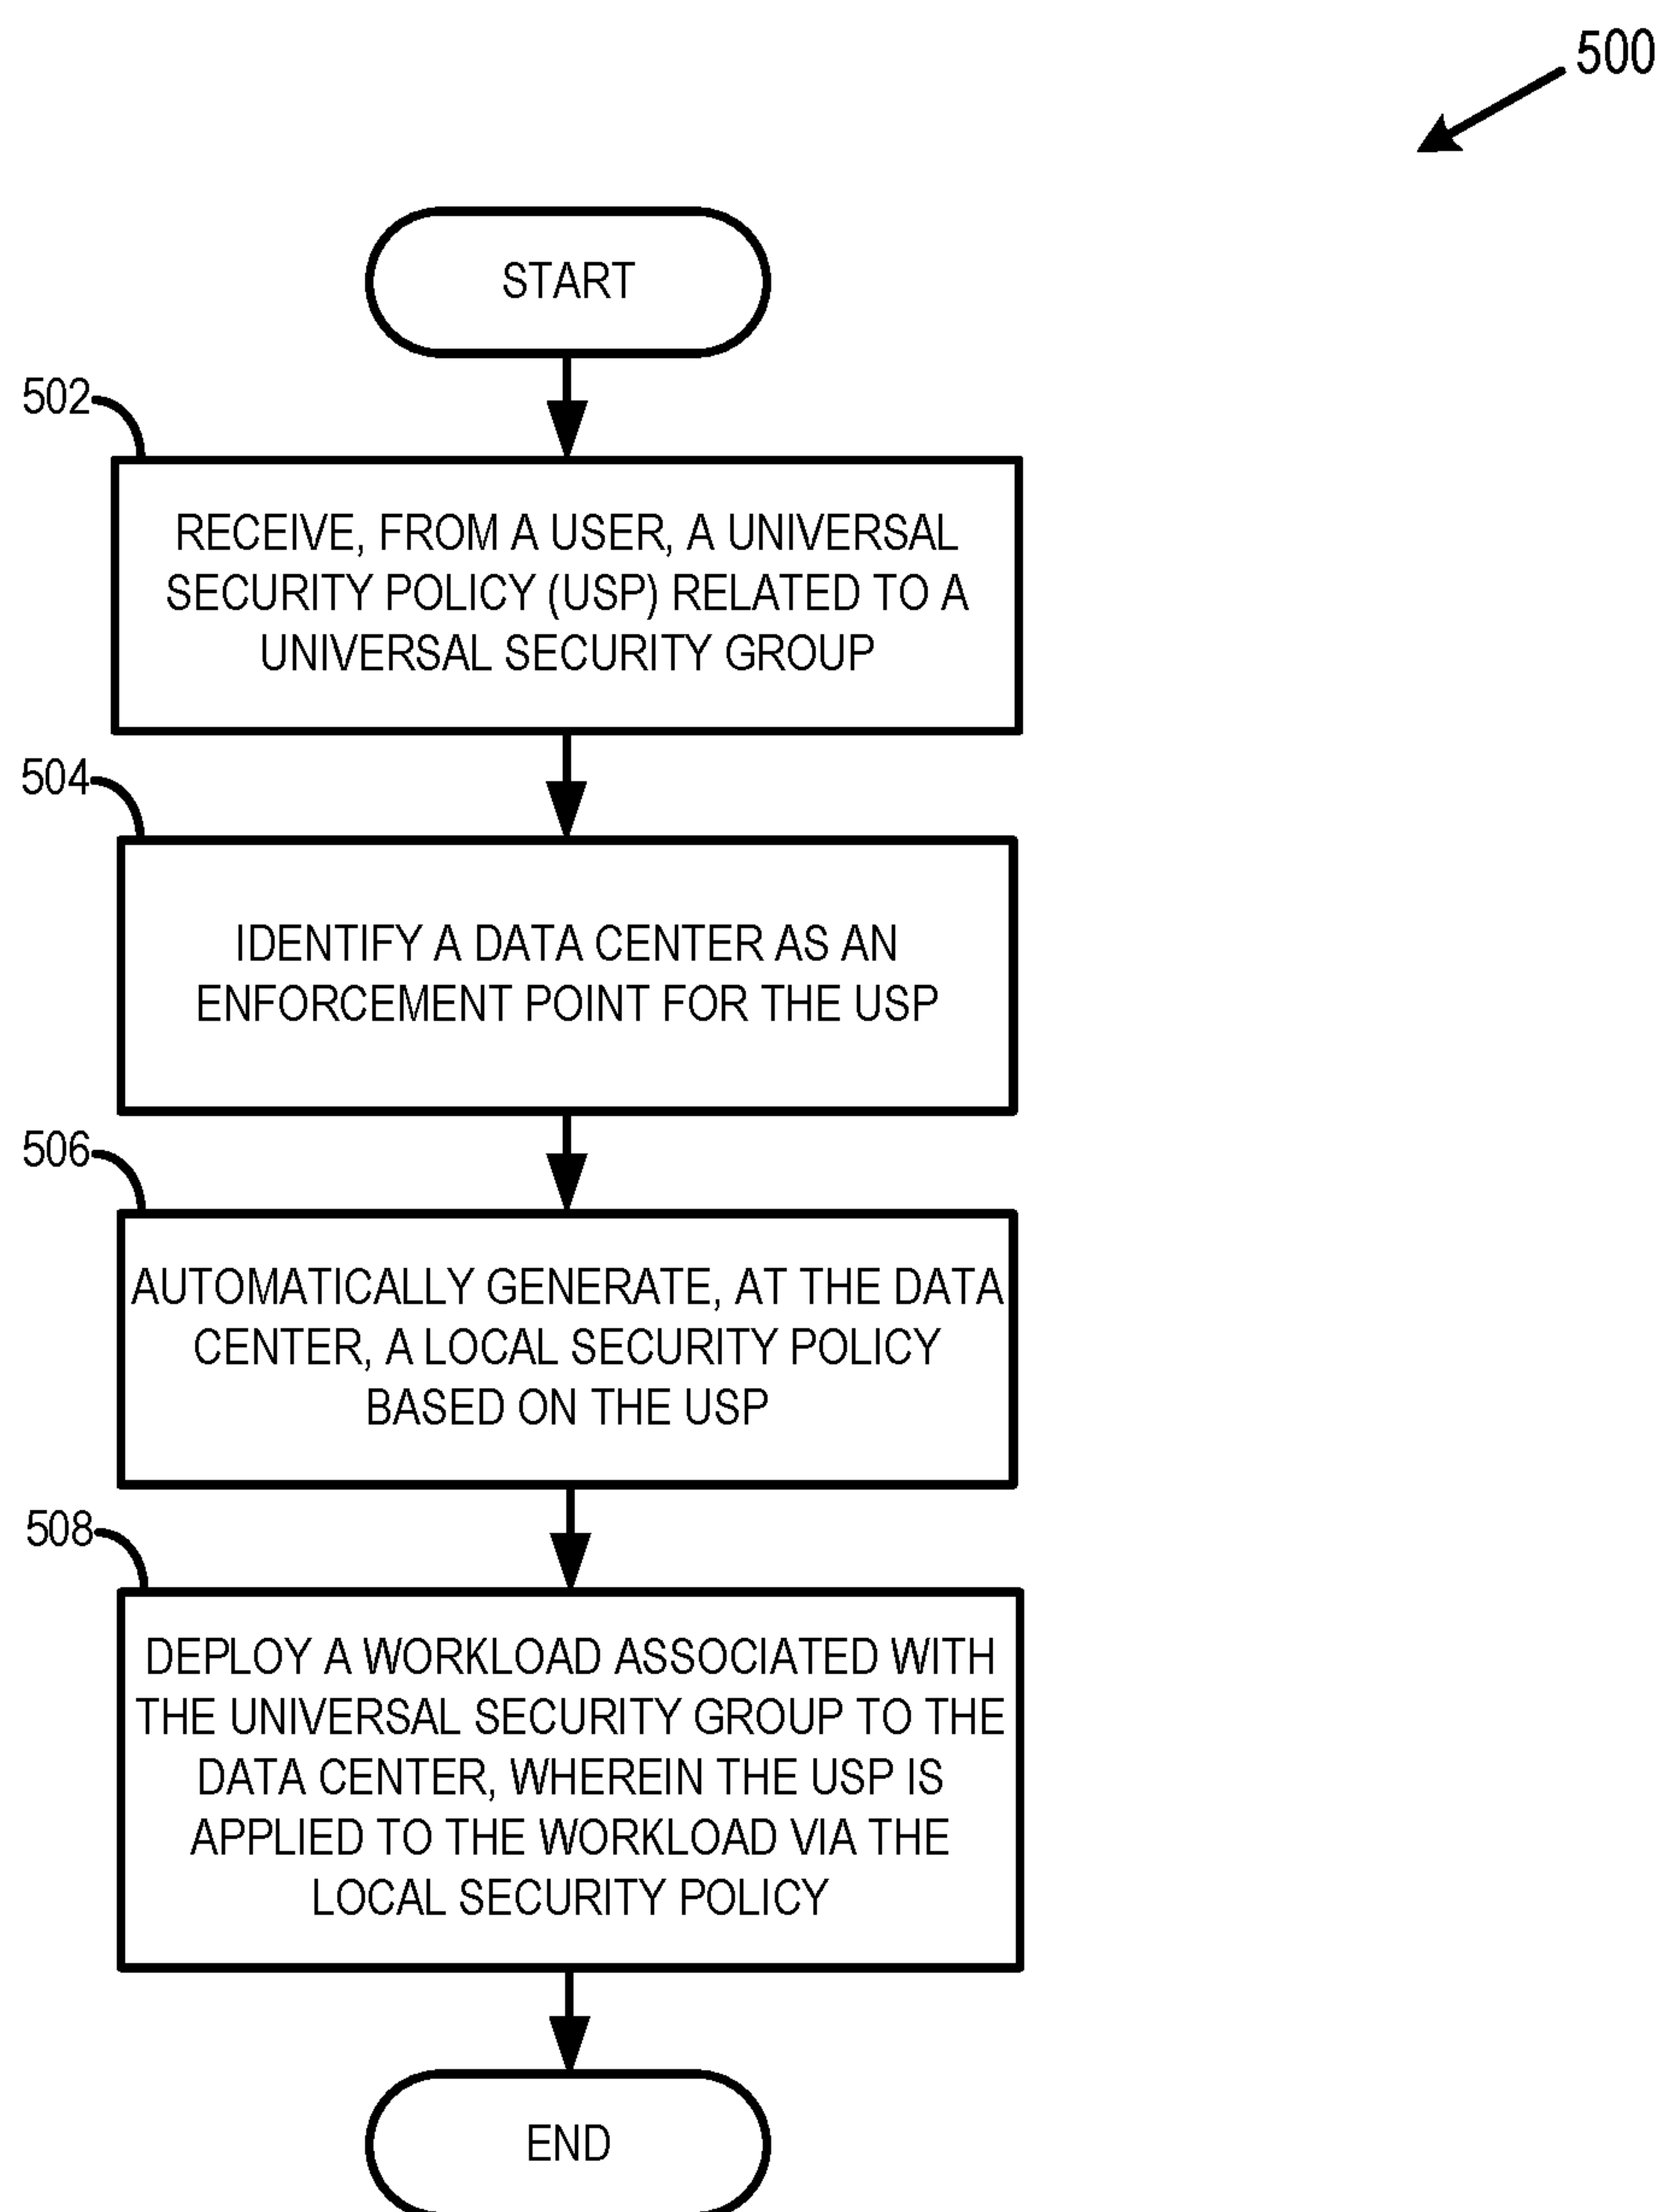 500
START
502
RECEIVE, FROM A USER, A UNIVERSAL
SECURITY POLICY (USP) RELATED TO A
UNIVERSAL SECURITY GROUP
504
IDENTIFY A DATA CENTER AS AN
ENFORCEMENT POINT FOR THE USP
506
AUTOMATICALLY GENERATE, AT THE DATA
CENTER, A LOCAL SECURITY POLICY
BASED ON THE USP
508
DEPLOY A WORKLOAD ASSOCIATED WITH
THE UNIVERSAL SECURITY GROUP TO THE
DATA CENTER, WHEREIN THE USP IS
APPLIED TO THE WORKLOAD VIA THE
LOCAL SECURITY POLICY
END